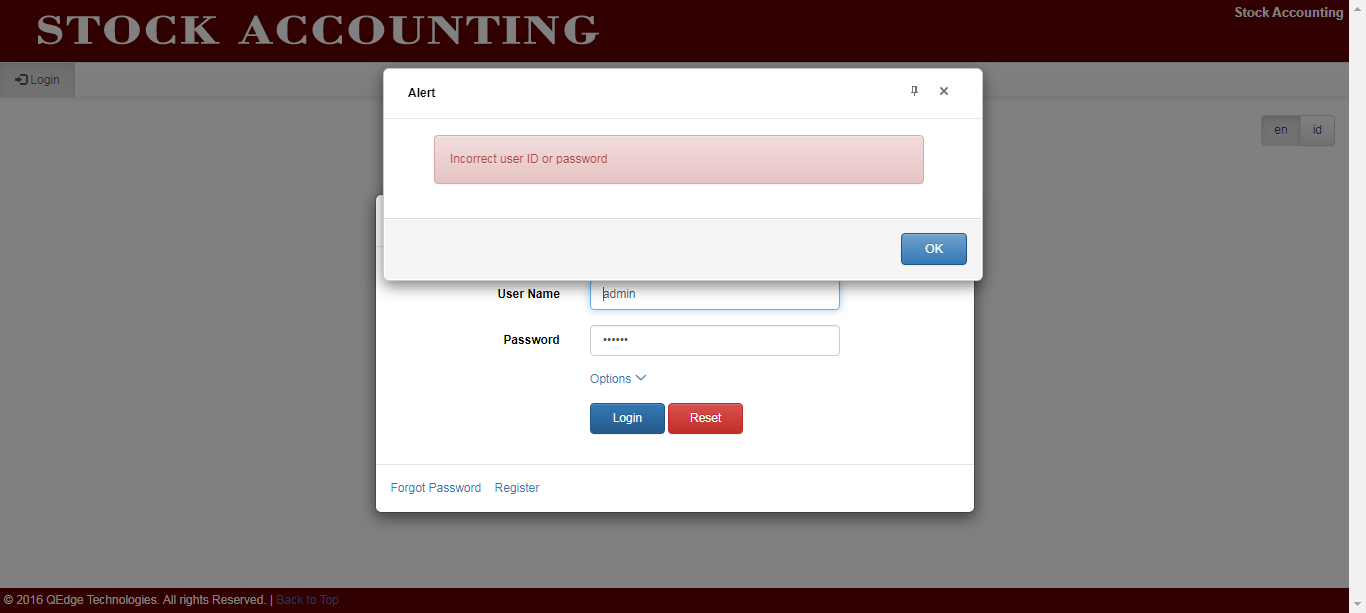 STOCK ACCOUNTING
Stock Accounting
Login
en id
Alert
Incorrect user ID or password
OK
User Name admin
Password ••••••
Options
Login Reset
Forgot Password Register
© 2016 QEdge Technologies. All rights Reserved. | Back to Top